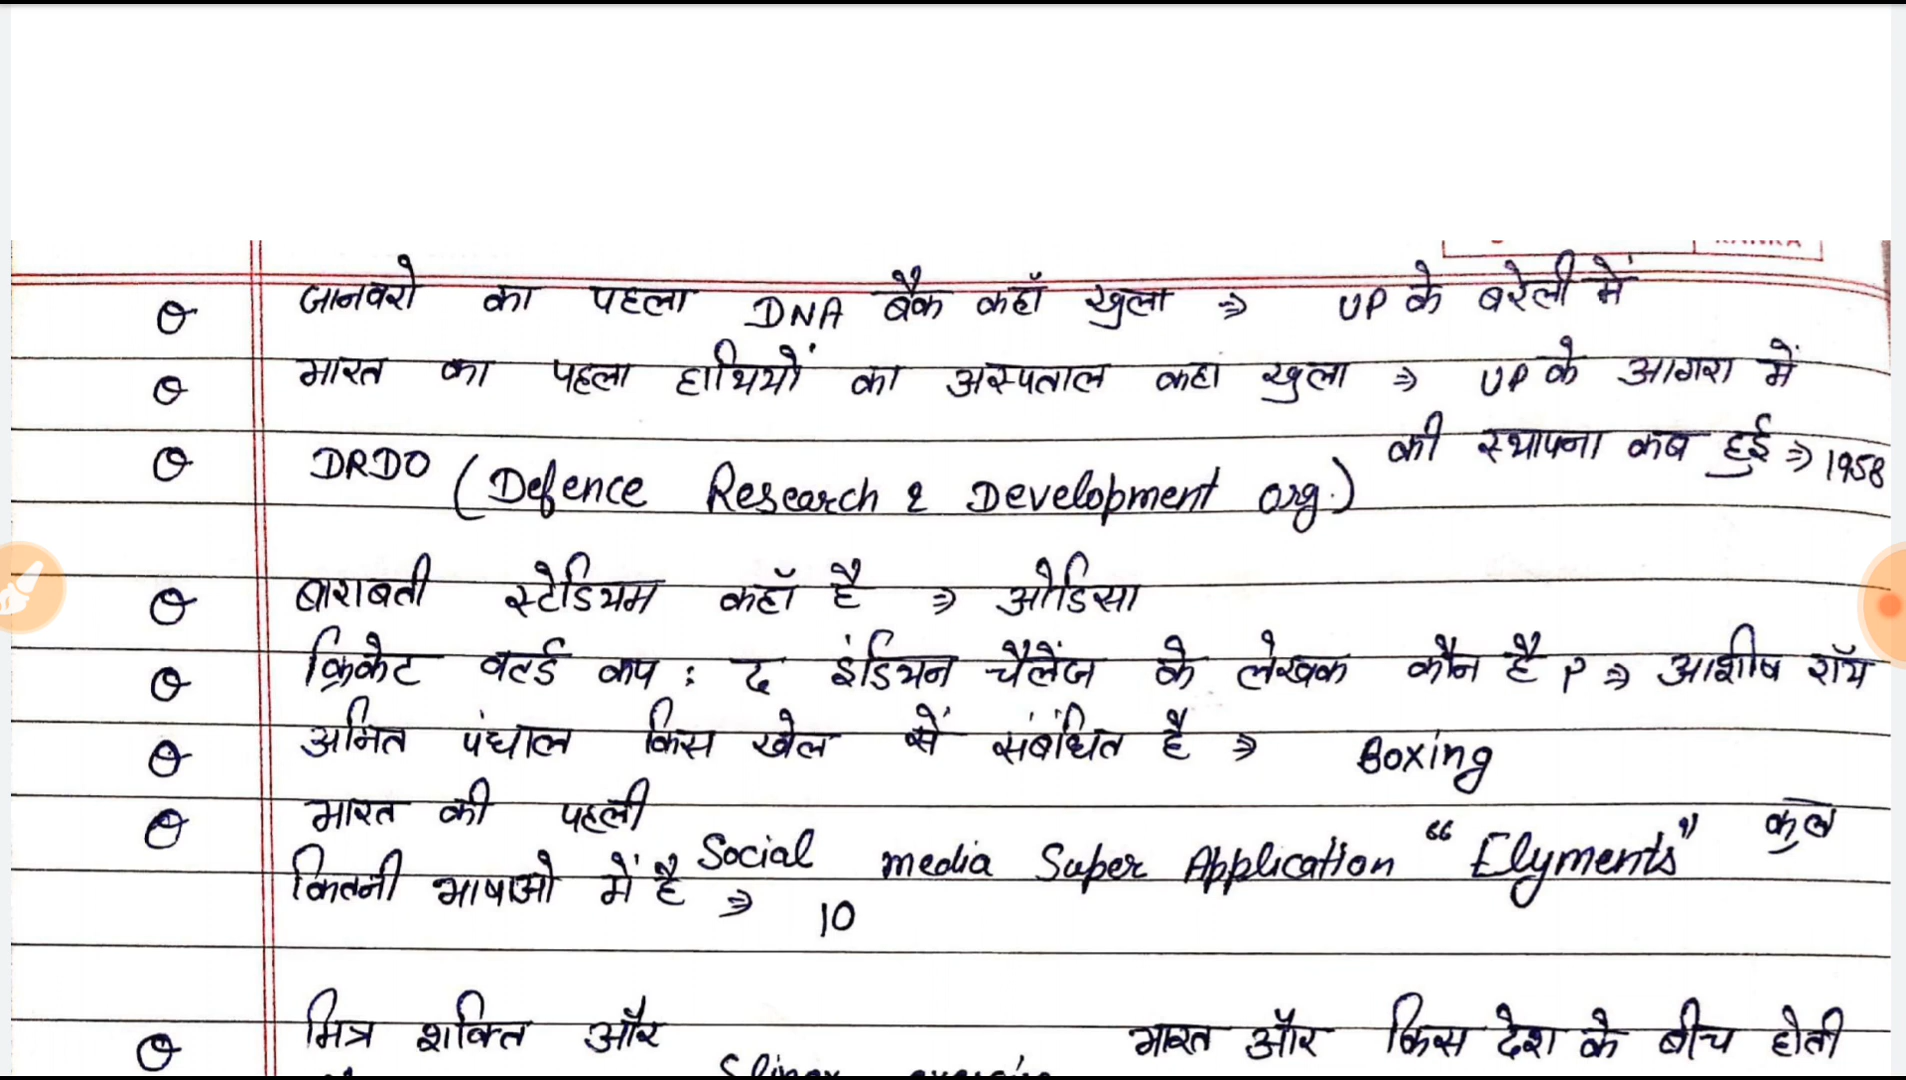 जानवरो का पहला DNA बैंक कहाँ खुला ⇒ UP के बरेली में
भारत का पहला हाथियों का अस्पताल कहा खुला ⇒ UP के आगरा में
DRDO (Defence Research & Development org.) की स्थापना कब हुई ⇒ 1958
बाराबती स्टेडियम कहाँ है ⇒ ओडिसा
क्रिकेट वर्ल्ड कप : द इंडियन चैलेंज के लेखक कौन है ? ⇒ आशीष रॉय
अमित पंघाल किस खेल से संबंधित है ⇒ Boxing
भारत की पहली Social media Super Application “Elyments” कुल
कितनी भाषाओ में है ⇒ 10
मित्र शक्ति और भारत और किस देश के बीच होती